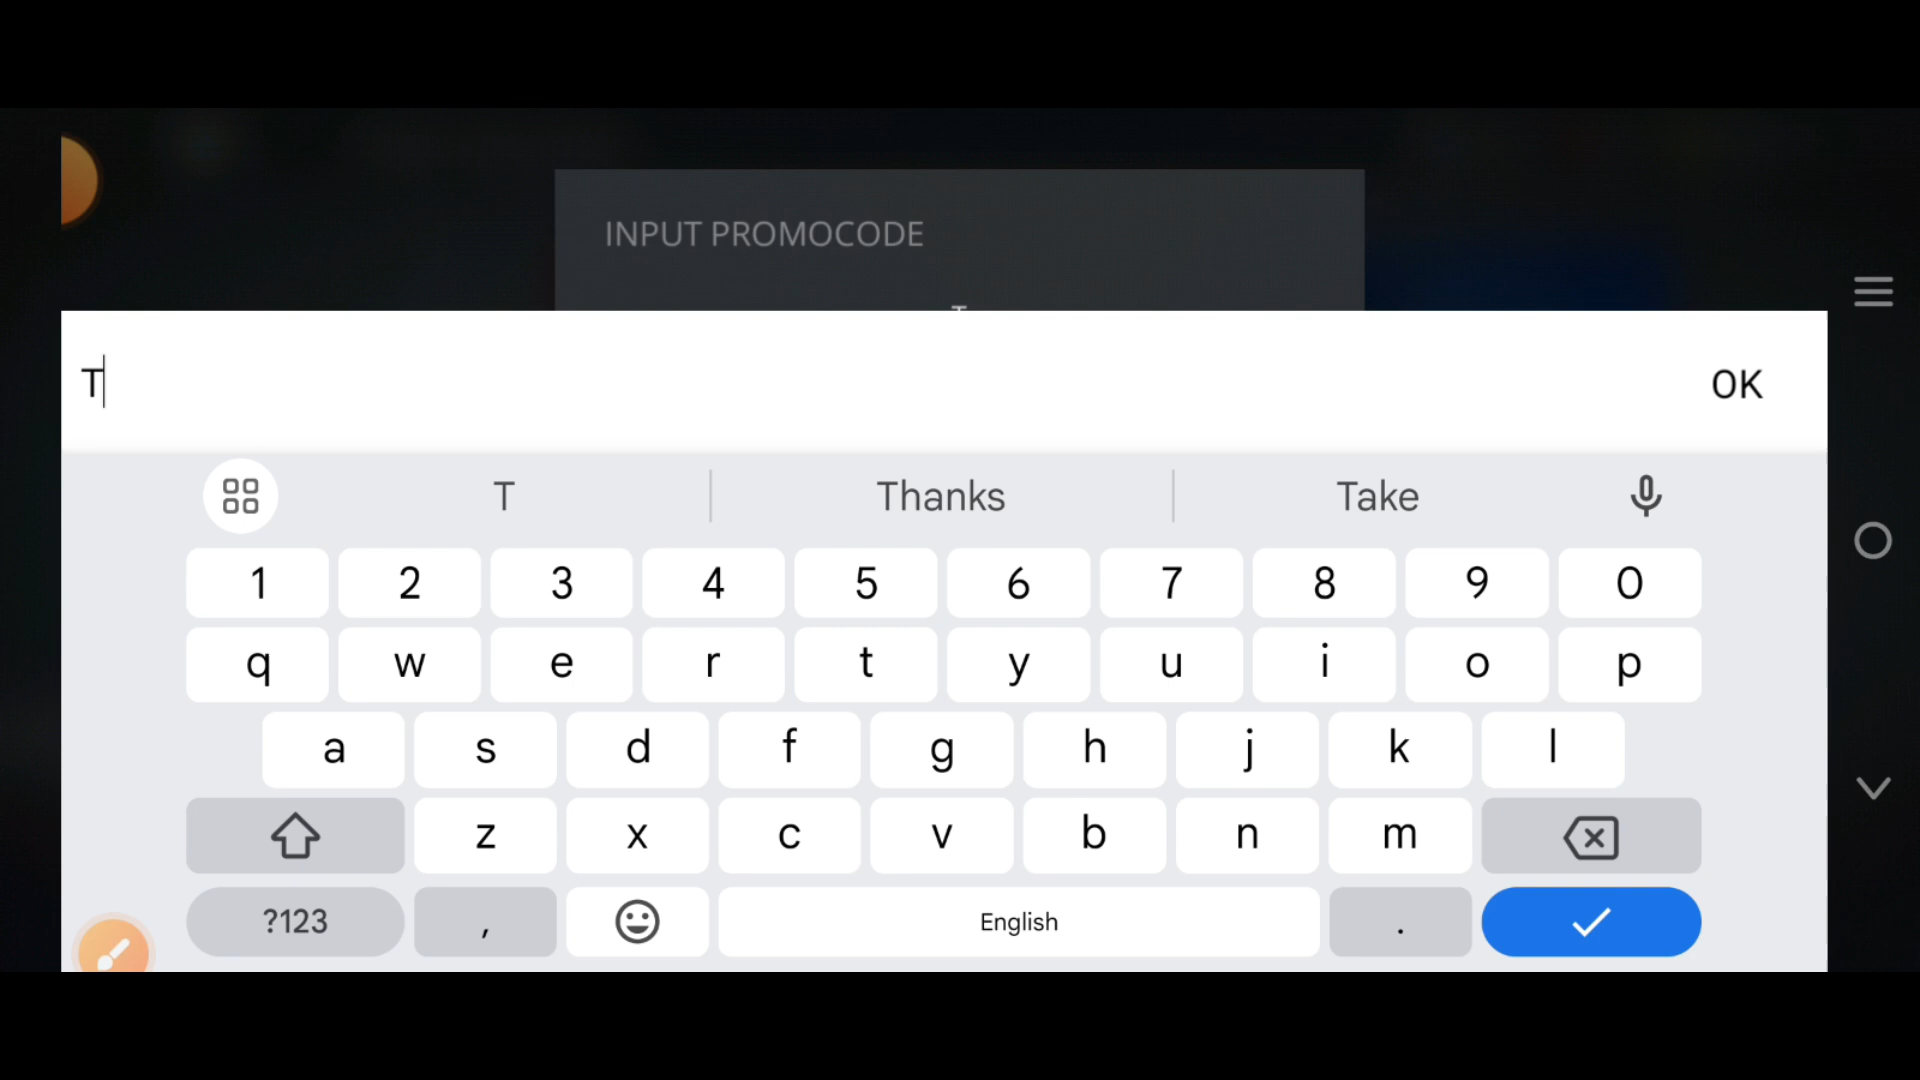 INPUT PROMOCODE
T
T
OK
T Thanks Take
1 2 3 4 5 6 7 8 9 0
q w e r t y u i o p
a s d f g h j k l
z x c v b n m
?123 , English .